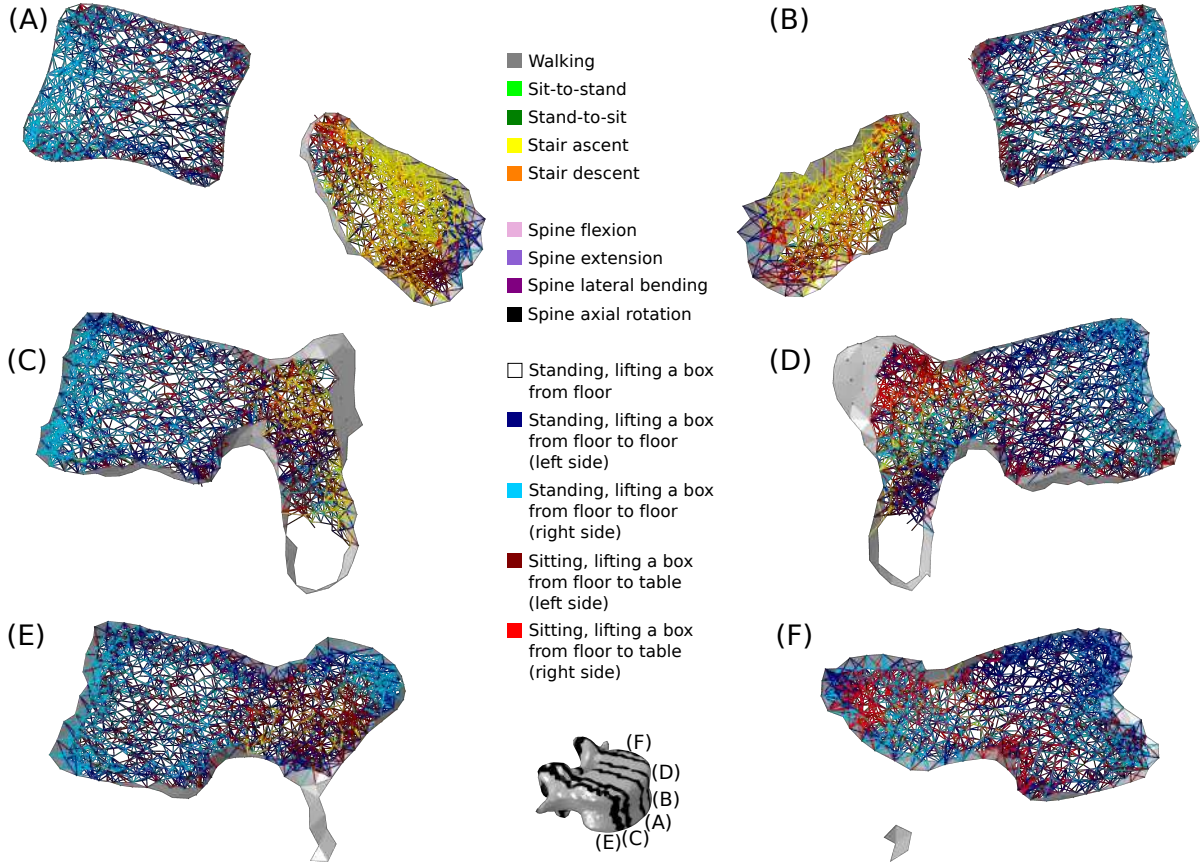 (A)
(B)
Walking
Sit-to-stand
Stand-to-sit
Stair ascent
Stair descent
Spine flexion
Spine extension
Spine lateral bending
Spine axial rotation
(C)
(D)
Standing, lifting a box
from floor
Standing, lifting a box
from floor to floor
(left side)
Standing, lifting a box
from floor to floor
(right side)
Sitting, lifting a box
from floor to table
(left side)
Sitting, lifting a box
from floor to table
(right side)
(E)
(F)
(F)
(D)
(B)
(A)
(E)(C)